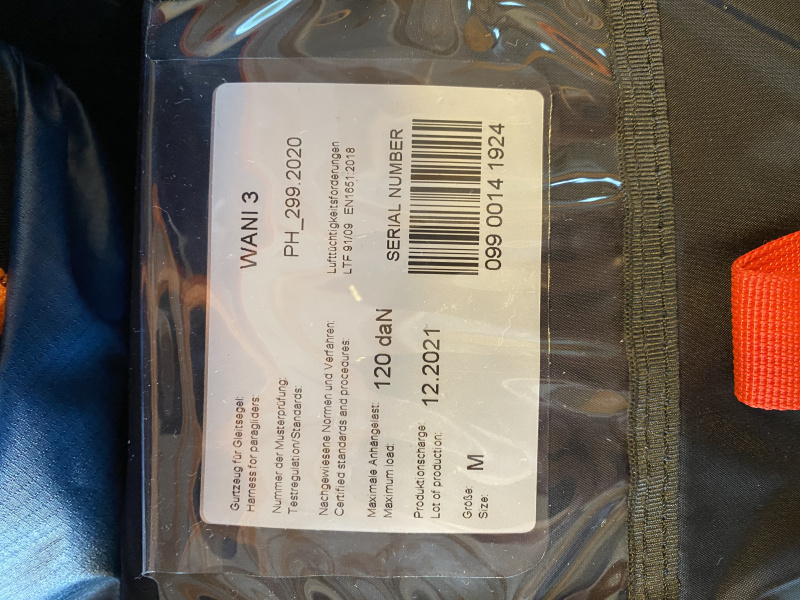 Gurtzeug für Gleitsegel:
Harness for paragliders:
WANI 3
Nummer der Musterprüfung:
Testregulation/Standards:
PH_299.2020
Nachgewiesene Normen und Verfahren:
Certified standards and procedures:
Lufttüchtigkeitsforderungen
LTF 91/09 EN1651:2018
Maximale Anhängelast:
Maximum load:
120 daN
SERIAL NUMBER
099 0014 1924
Produktionscharge:
Lot of production:
12.2021
Größe:
Size:
M